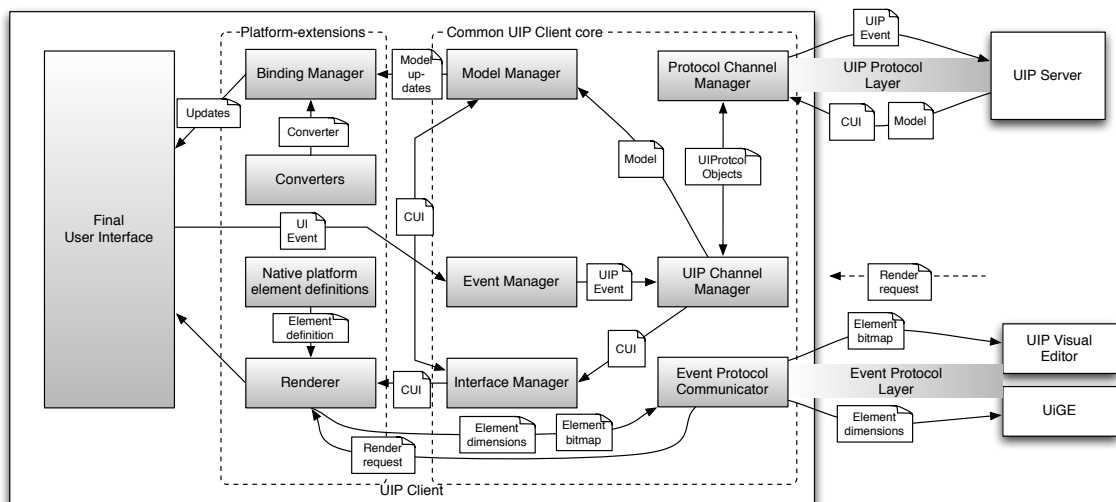 Platform-extensions
Common UIP Client core
UIP
Event
Binding Manager
Model
up-
dates
Model Manager
Protocol Channel
Manager
UIP Protocol
Layer
UIP Server
Updates
CUI
Model
Converter
Converters
Model
UIProtcol
Objects
Final
User Interface
UI
Event
CUI
Native platform
element definitions
Event Manager
UIP
Event
UIP Channel
Manager
Render
request
Element
definition
Element
bitmap
UIP Visual
Editor
CUI
Renderer
CUI
Interface Manager
Event Protocol
Communicator
Event Protocol
Layer
UiGE
Element
dimensions
Element
bitmap
Element
dimensions
Render
request
UIP Client